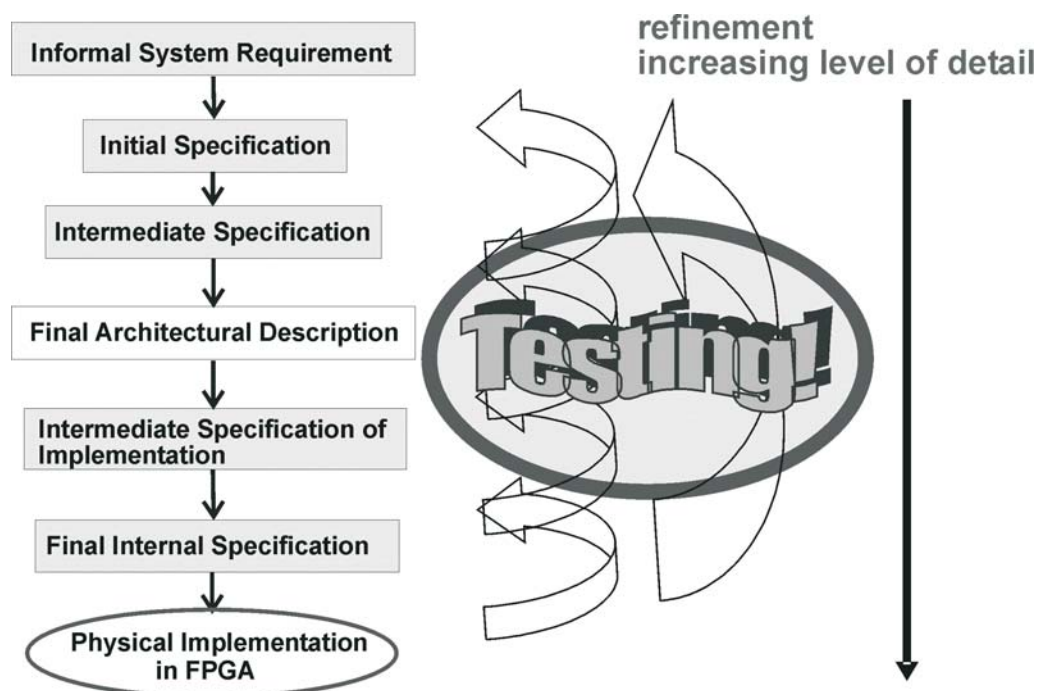 Informal System Requirement
Initial Specification
Intermediate Specification
Final Architectural Description
Intermediate Specification of
Implementation
Final Internal Specification
Physical Implementation
in FPGA
refinement
increasing level of detail
Testing!